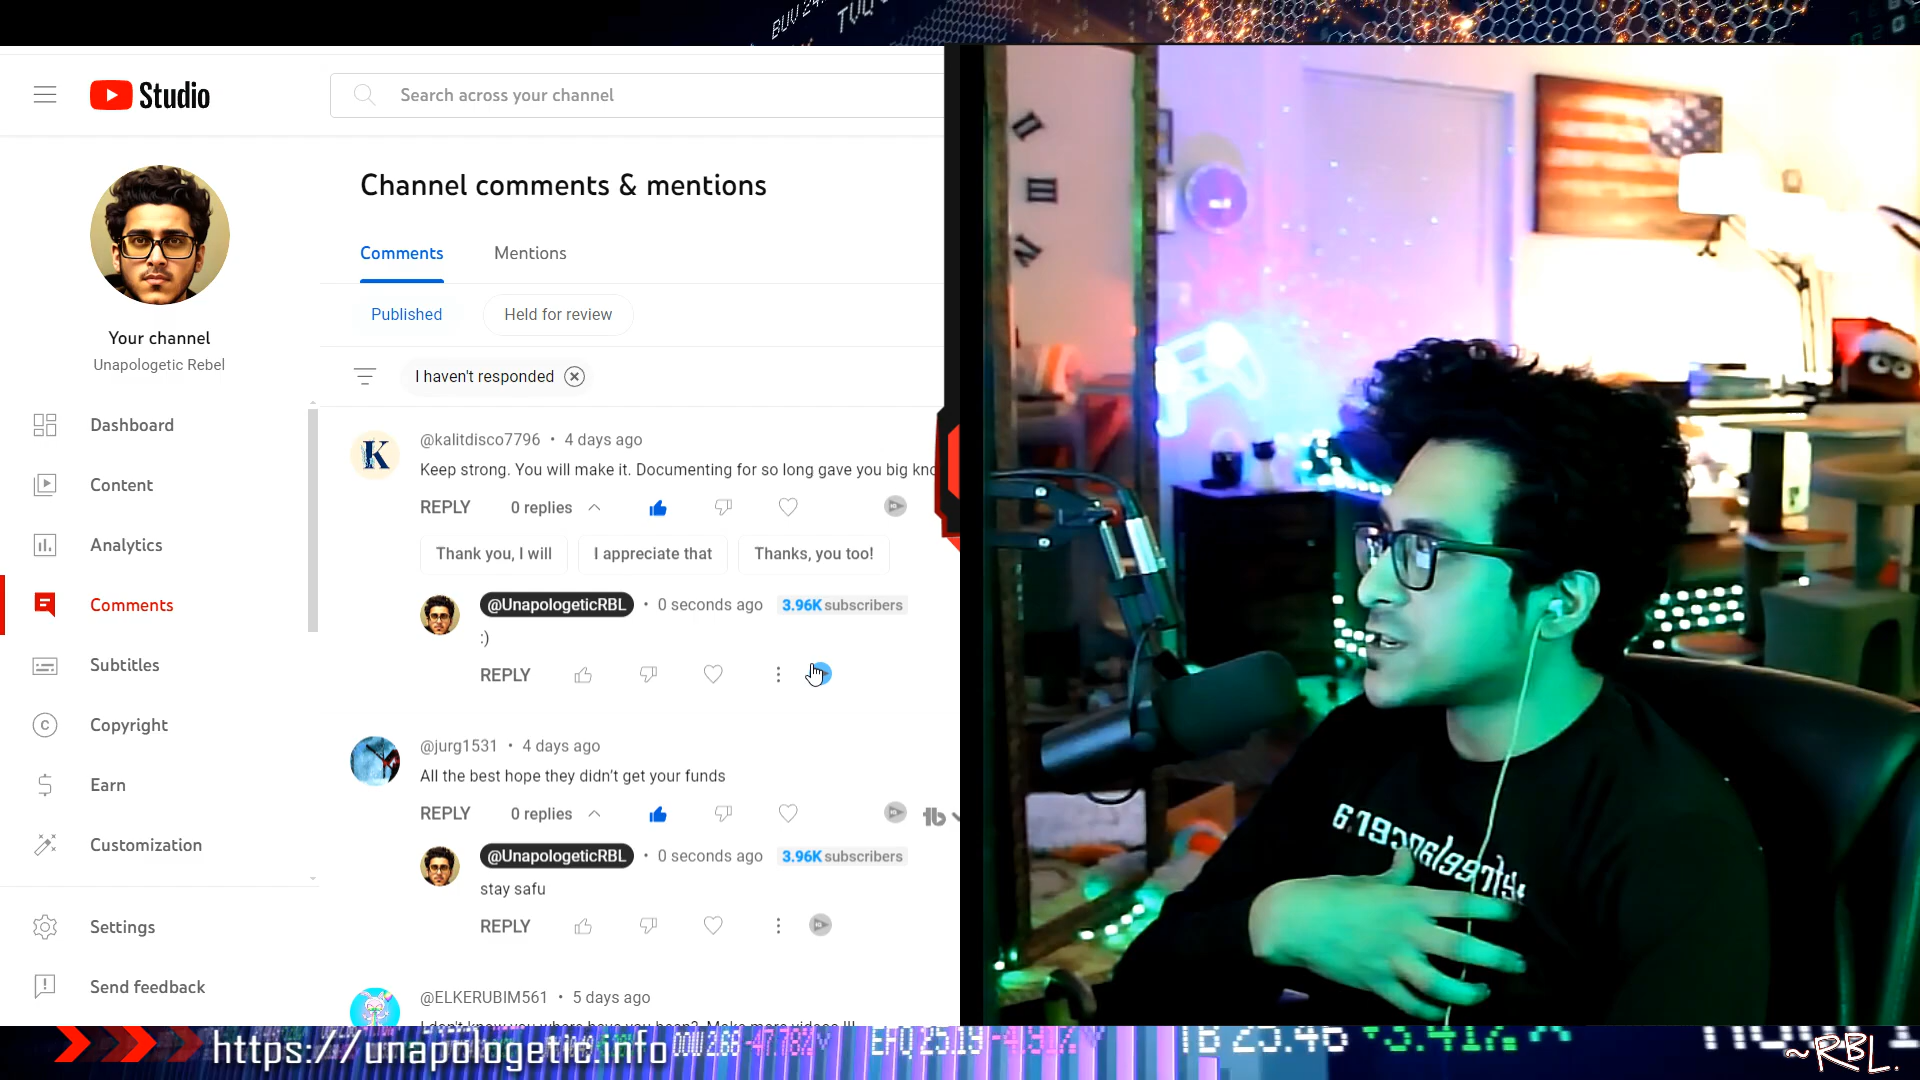 Studio
Search across your channel
Your channel
Unapologetic Rebel
Dashboard
Content
Analytics
Comments
Subtitles
Copyright
Earn
Customization
Settings
Send feedback
Channel comments & mentions
Comments
Mentions
Published
Held for review
I haven't responded
@kalitdisco7796 • 4 days ago
Keep strong. You will make it. Documenting for so long gave you big
REPLY
0 replies
Thank you, I will
I appreciate that
Thanks, you too!
@UnapologeticRBL • 0 seconds ago 3.96K subscribers
:)
REPLY
@jurg1531 • 4 days ago
All the best hope they didn't get your funds
REPLY
0 replies
@UnapologeticRBL • 0 seconds ago 3.96K subscribers
stay safu
REPLY
@ELKERUBIM561 • 5 days ago
III
IV
https://unapologetic.info
~RBL.